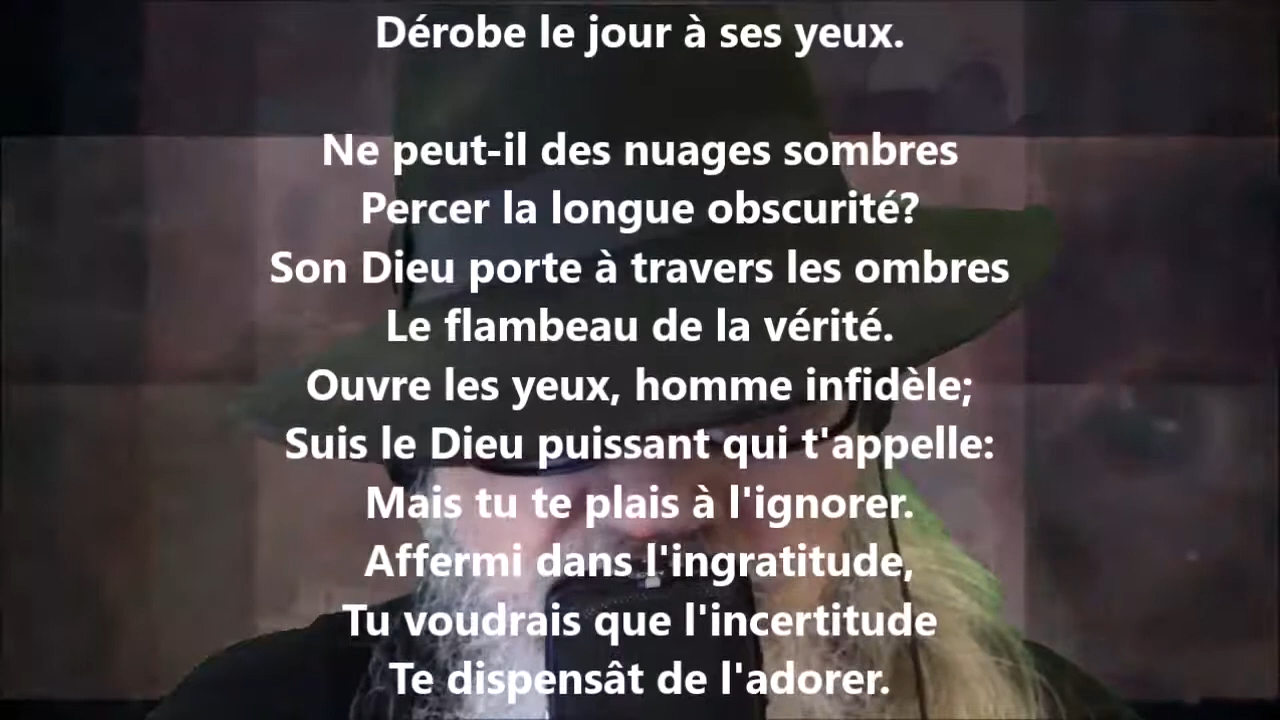 Dérobe le jour à ses yeux.
Ne peut-il des nuages sombres
Percer la longue obscurité?
Son Dieu porte à travers les ombres
Le flambeau de la vérité.
Ouvre les yeux, homme infidèle;
Suis le Dieu puissant qui t'appelle:
Mais tu te plais à l'ignorer.
Affermi dans l'ingratitude,
Tu voudrais que l'incertitude
Te dispensât de l'adorer.